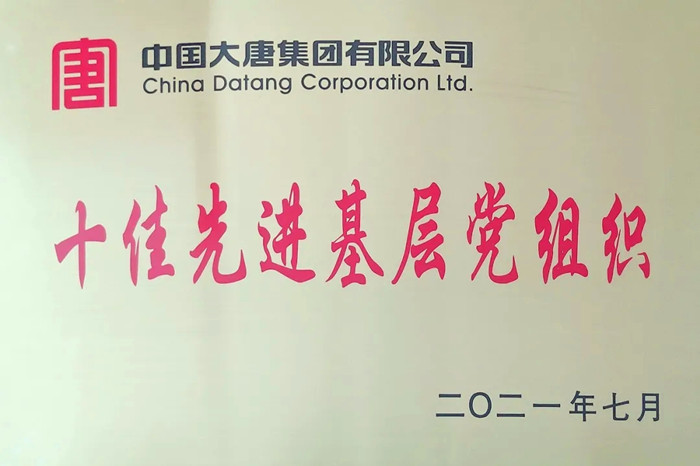 唐
中国大唐集团有限公司
China Datang Corporation Ltd.
十佳先进基层党组织
二〇二一年七月